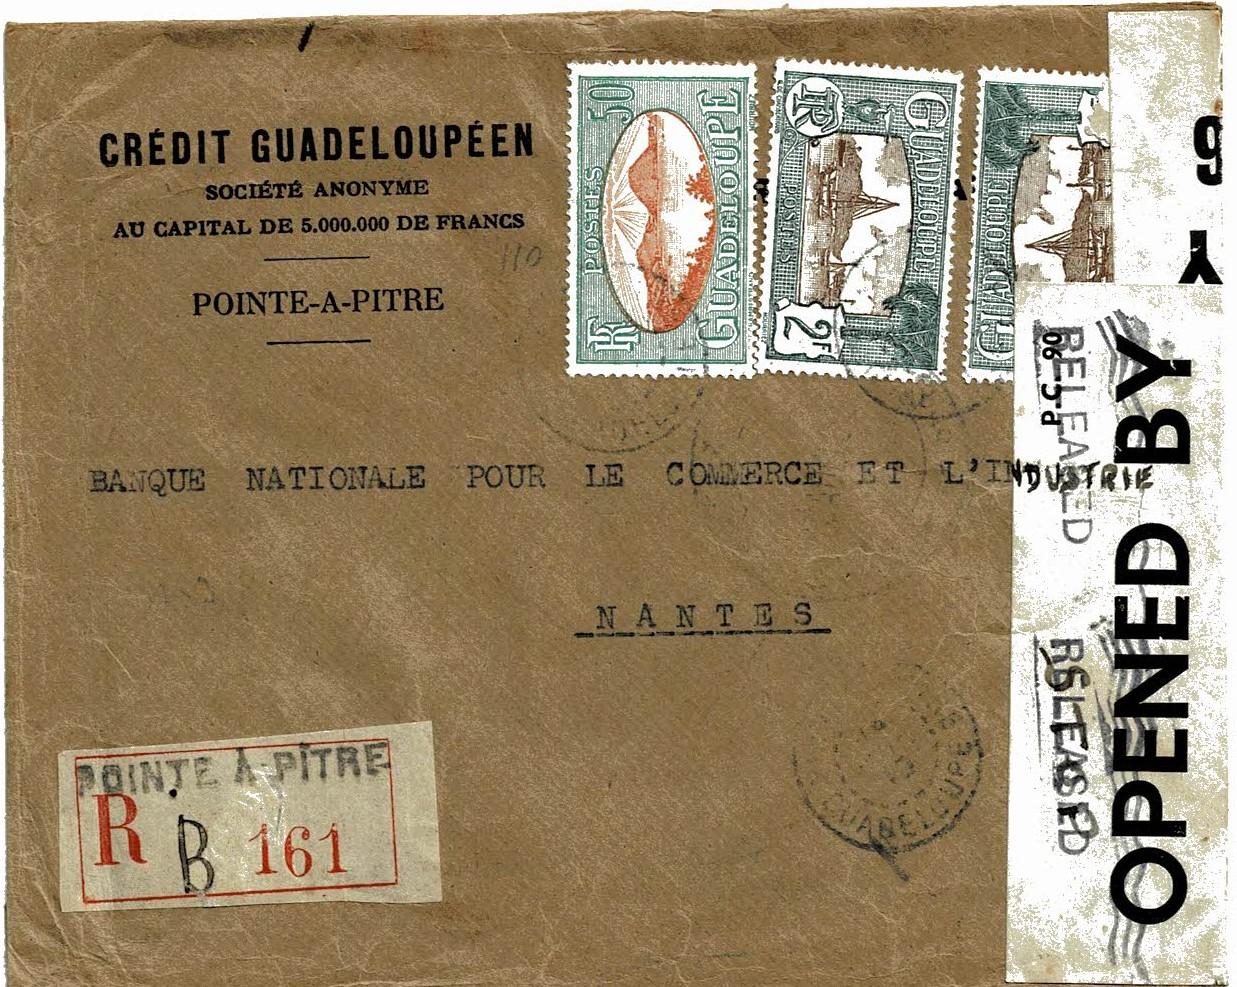 CRÉDIT GUADELOUPÉEN
SOCIÉTÉ ANONYME
AU CAPITAL DE 5.000.000 DE FRANCS
POINTE-A-PITRE
110
50
POSTES
GUADELOUPE
RF
RF
GUADELOUPE
POSTES
2F
GUADELOUPE
P.C. 90
OPENED BY
RELEASED
RELEASED
BANQUE NATIONALE POUR LE COMMERCE ET L'INDUSTRIE
NANTES
POINTE À-PITRE
R B 161
GUADELOUPE